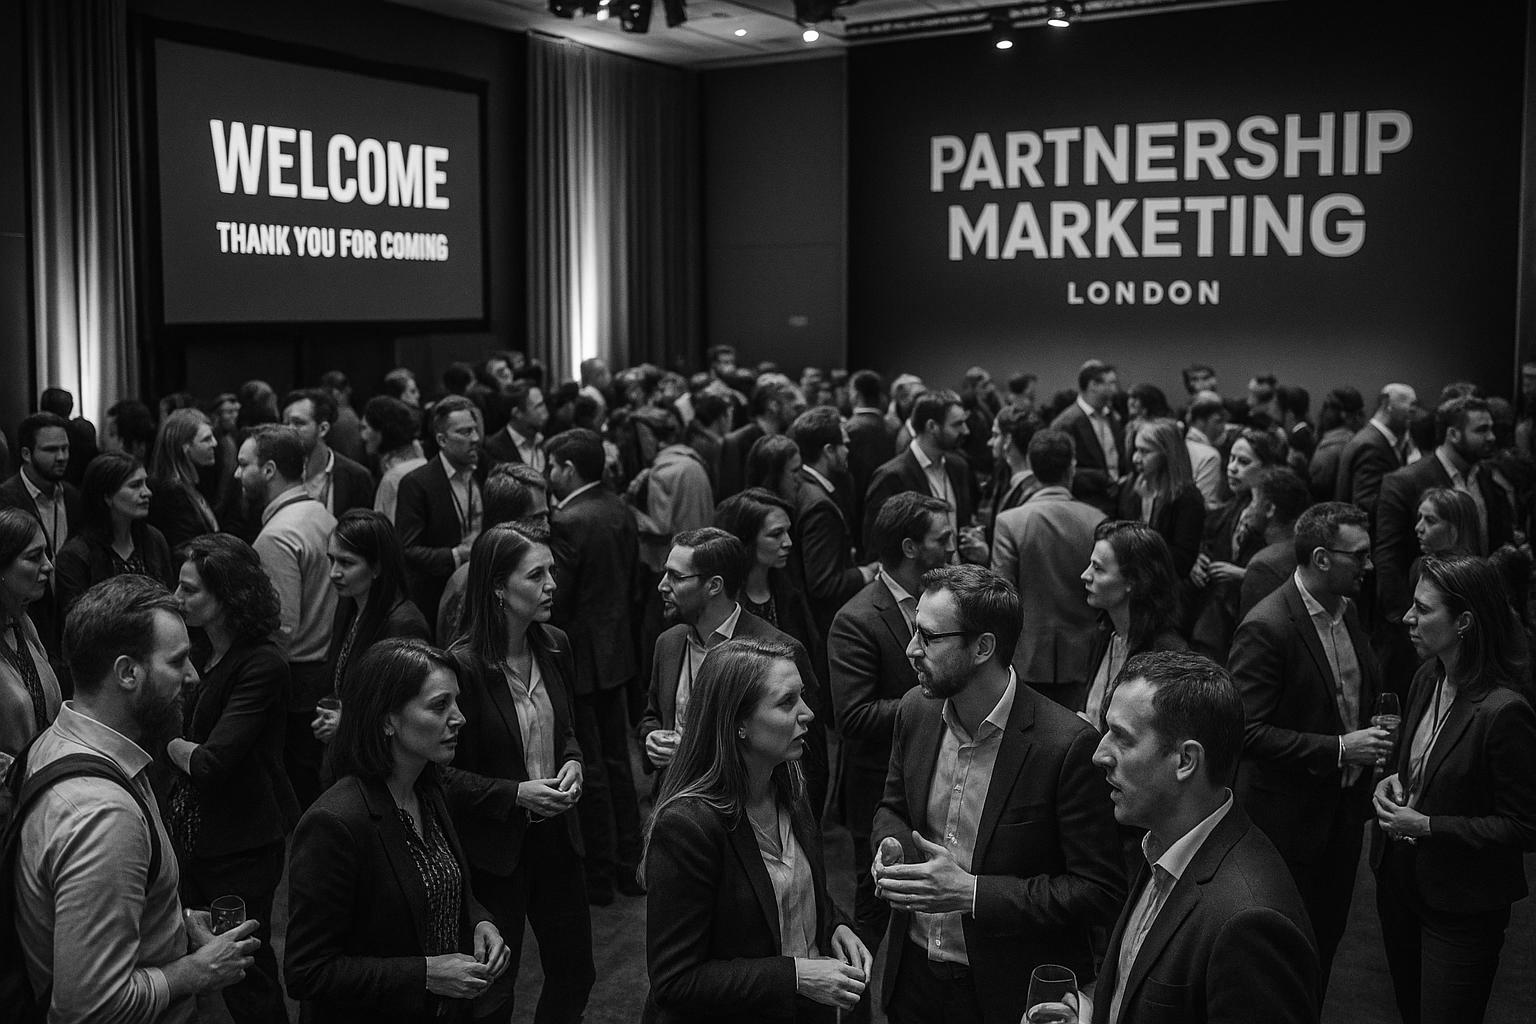 WELCOME
THANK YOU FOR COMING
PARTNERSHIP
MARKETING
LONDON